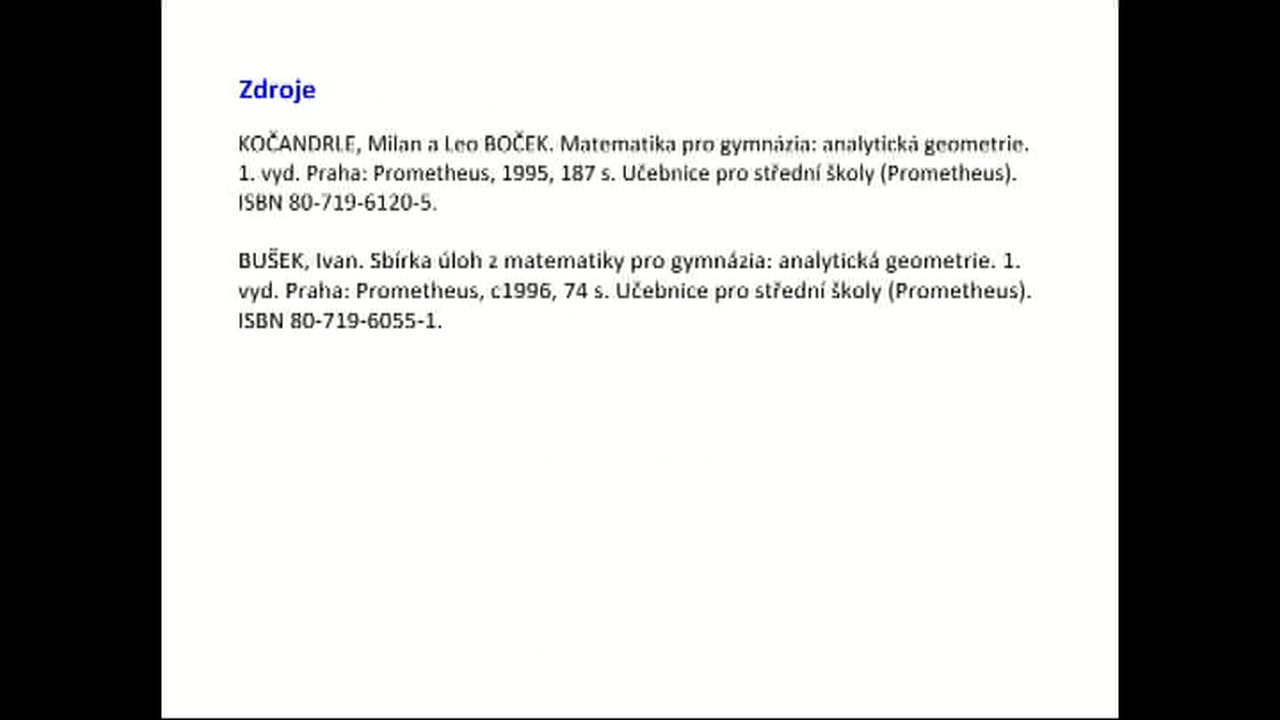 Zdroje
KOČANDRLE, Milan a Leo BOČEK. Matematika pro gymnázia: analytická geometrie.
1. vyd. Praha: Prometheus, 1995, 187 s. Učebnice pro střední školy (Prometheus).
ISBN 80-719-6120-5.
BUŠEK, Ivan. Sbírka úloh z matematiky pro gymnázia: analytická geometrie. 1.
vyd. Praha: Prometheus, c1996, 74 s. Učebnice pro střední školy (Prometheus).
ISBN 80-719-6055-1.